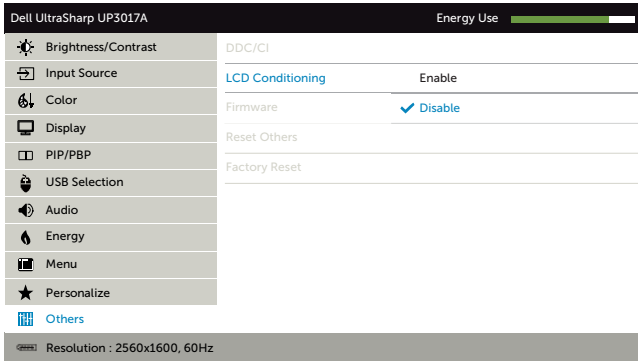 Dell UltraSharp UP3017A Energy Use
Brightness/Contrast DDC/CI
Input Source LCD Conditioning Enable
Color Firmware Disable
Display Reset Others
PIP/PBP Factory Reset
USB Selection
Audio
Energy
Menu
Personalize
Others
Resolution : 2560x1600, 60Hz